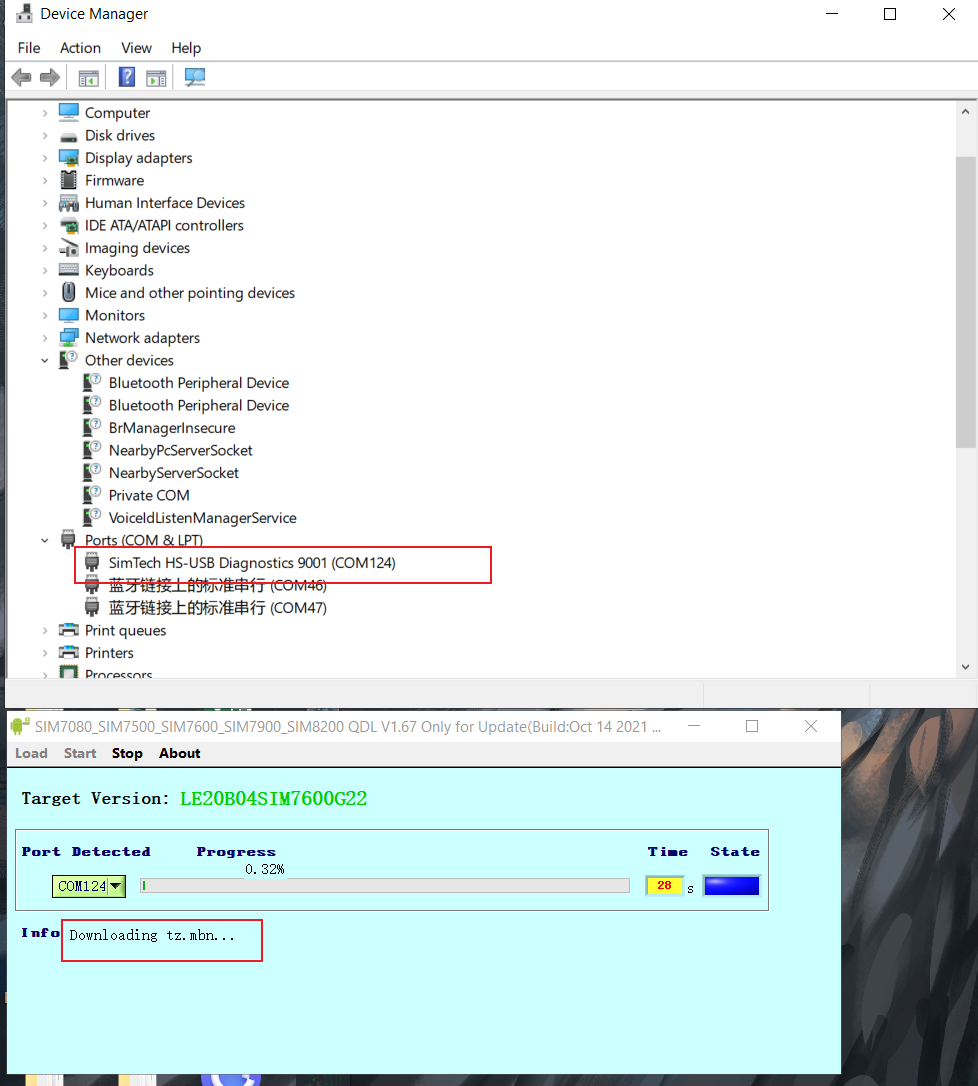 Device Manager
File Action View Help
Computer
Disk drives
Display adapters
Firmware
Human Interface Devices
IDE ATA/ATAPI controllers
Imaging devices
Keyboards
Mice and other pointing devices
Monitors
Network adapters
Other devices
Bluetooth Peripheral Device
Bluetooth Peripheral Device
BrManagerInsecure
NearbyPcServerSocket
NearbyServerSocket
Private COM
VoiceIdListenManagerService
Ports (COM & LPT)
SimTech HS-USB Diagnostics 9001 (COM124)
蓝牙链接上的标准串行 (COM46)
蓝牙链接上的标准串行 (COM47)
Print queues
Printers
Processors
SIM7080_SIM7500_SIM7600_SIM7900_SIM8200 QDL V1.67 Only for Update(Build:Oct 14 2021 ...
Load Start Stop About
Target Version: LE20B04SIM7600G22
Port Detected Progress Time State
0.32%
COM124 28 s
Info Downloading tz.mbn...